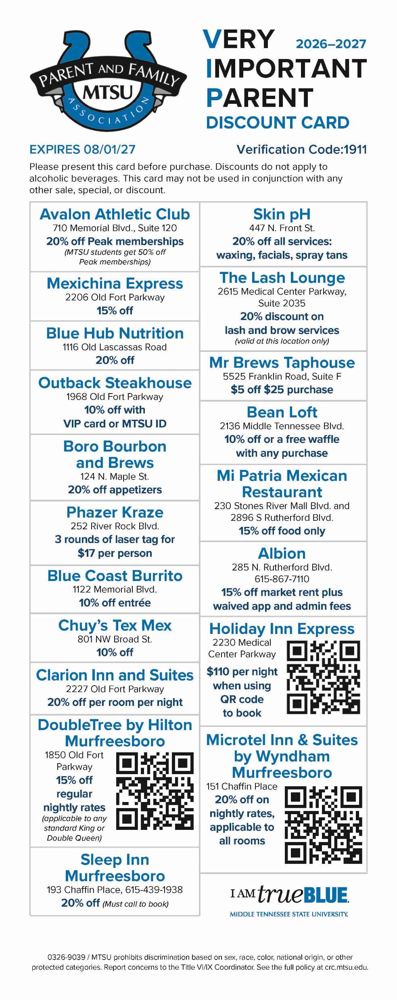 PARENT AND FAMILY
MTSU
ASSOCIATION
VERY 2026–2027
IMPORTANT
PARENT
DISCOUNT CARD
EXPIRES 08/01/27
Verification Code:1911
Please present this card before purchase. Discounts do not apply to
alcoholic beverages. This card may not be used in conjunction with any
other sale, special, or discount.
Avalon Athletic Club
710 Memorial Blvd., Suite 120
20% off Peak memberships
(MTSU students get 50% off
Peak memberships)
Mexichina Express
2206 Old Fort Parkway
15% off
Blue Hub Nutrition
1116 Old Lascassas Road
20% off
Outback Steakhouse
1968 Old Fort Parkway
10% off with
VIP card or MTSU ID
Boro Bourbon
and Brews
124 N. Maple St.
20% off appetizers
Phazer Kraze
252 River Rock Blvd.
3 rounds of laser tag for
$17 per person
Blue Coast Burrito
1122 Memorial Blvd.
10% off entrée
Chuy’s Tex Mex
801 NW Broad St.
10% off
Clarion Inn and Suites
2227 Old Fort Parkway
20% off per room per night
DoubleTree by Hilton
Murfreesboro
1850 Old Fort
Parkway
15% off
regular
nightly rates
(applicable to any
standard King or
Double Queen)
Sleep Inn
Murfreesboro
193 Chaffin Place, 615-439-1938
20% off (Must call to book)
Skin pH
447 N. Front St.
20% off all services:
waxing, facials, spray tans
The Lash Lounge
2615 Medical Center Parkway,
Suite 2035
20% discount on
lash and brow services
(valid at this location only)
Mr Brews Taphouse
5525 Franklin Road, Suite F
$5 off $25 purchase
Bean Loft
2136 Middle Tennessee Blvd.
10% off or a free waffle
with any purchase
Mi Patria Mexican
Restaurant
230 Stones River Mall Blvd. and
2896 S Rutherford Blvd.
15% off food only
Albion
285 N. Rutherford Blvd.
615-867-7110
15% off market rent plus
waived app and admin fees
Holiday Inn Express
2230 Medical
Center Parkway
$110 per night
when using
QR code
to book
Microtel Inn & Suites
by Wyndham
Murfreesboro
151 Chaffin Place
20% off on
nightly rates,
applicable to
all rooms
I AM trueBLUE.
MIDDLE TENNESSEE STATE UNIVERSITY.
0326-9039 / MTSU prohibits discrimination based on sex, race, color, national origin, or other
protected categories. Report concerns to the Title VI/IX Coordinator. See the full policy at crc.mtsu.edu.